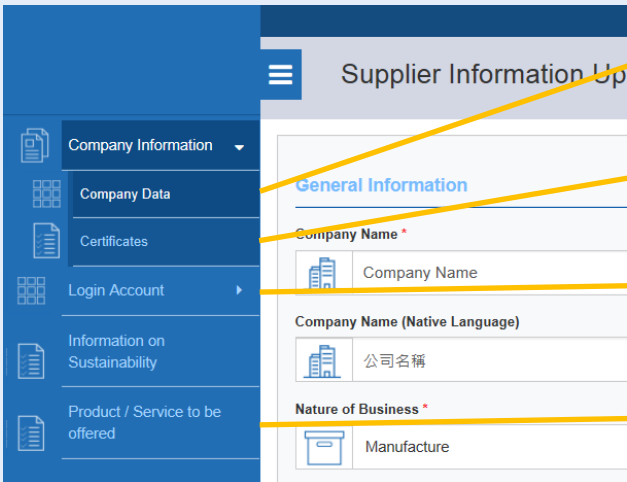 Supplier Information Up
Company Information
Company Data
Certificates
Login Account
Information on
Sustainability
Product / Service to be
offered
General Information
Company Name *
Company Name
Company Name (Native Language)
公司名稱
Nature of Business *
Manufacture